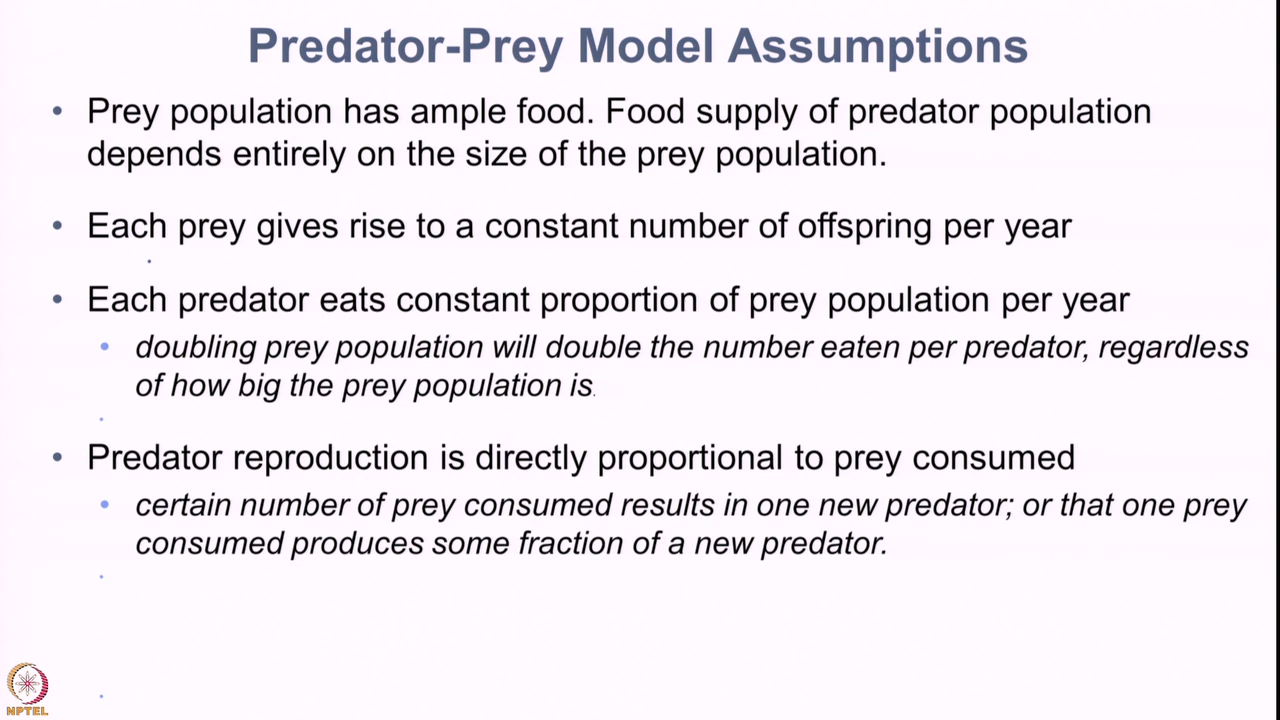 Predator-Prey Model Assumptions
• Prey population has ample food. Food supply of predator population
depends entirely on the size of the prey population.
• Each prey gives rise to a constant number of offspring per year
•
• Each predator eats constant proportion of prey population per year
• doubling prey population will double the number eaten per predator, regardless
of how big the prey population is.
•
• Predator reproduction is directly proportional to prey consumed
• certain number of prey consumed results in one new predator; or that one prey
consumed produces some fraction of a new predator.
•
•
NPTEL